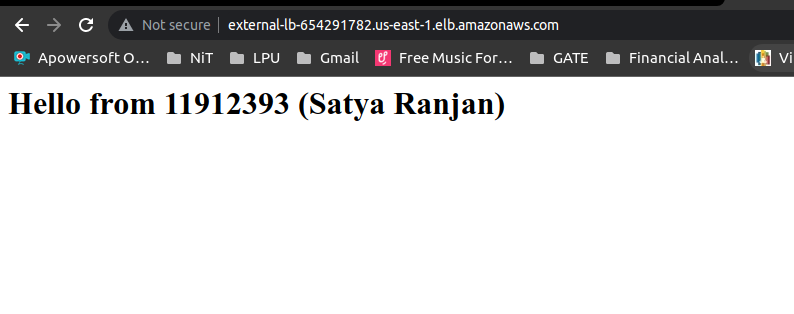 Not secure external-lb-654291782.us-east-1.elb.amazonaws.com
Apowersoft O... NiT LPU Gmail Free Music For... GATE Financial Anal... Vi
Hello from 11912393 (Satya Ranjan)